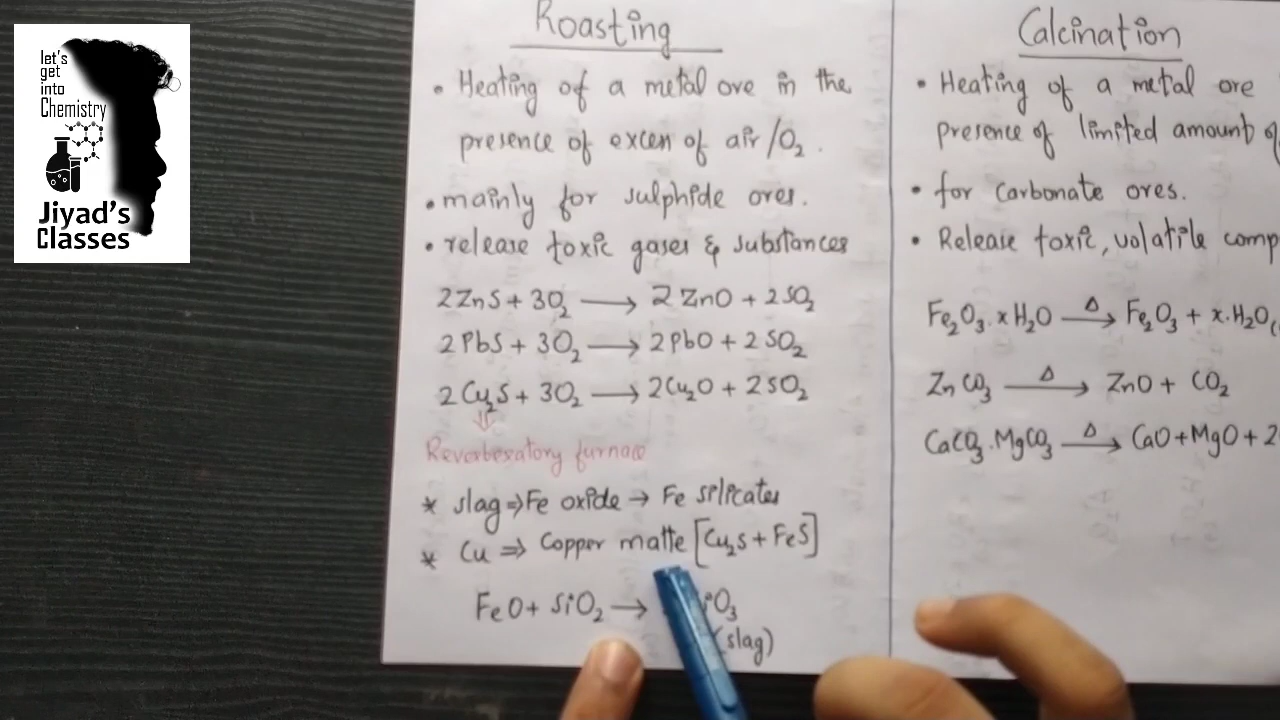 let's
get
into
Chemistry
Jiyad's
Classes
Roasting
• Heating of a metal ore in the
presence of excess of air/O₂.
• mainly for sulphide ores.
• release toxic gases & substances
2ZnS + 3O₂ ⟶ 2ZnO + 2SO₂
2PbS + 3O₂ ⟶ 2PbO + 2SO₂
2Cu₂S + 3O₂ ⟶ 2Cu₂O + 2SO₂
⇓
Reverberatory furnace
* slag ⇒ Fe oxide → Fe silicates
* Cu ⇒ Copper matte [Cu₂S + FeS]
FeO + SiO₂ ⟶ iO₃
(slag)
Calcination
• Heating of a metal ore
presence of limited amount of
• for Carbonate ores.
• Release toxic, volatile comp
Fe₂O₃.xH₂O —Δ→ Fe₂O₃ + x.H₂O(
ZnCO₃ —Δ→ ZnO + CO₂
CaCO₃.MgCO₃ —Δ→ CaO + MgO + 2